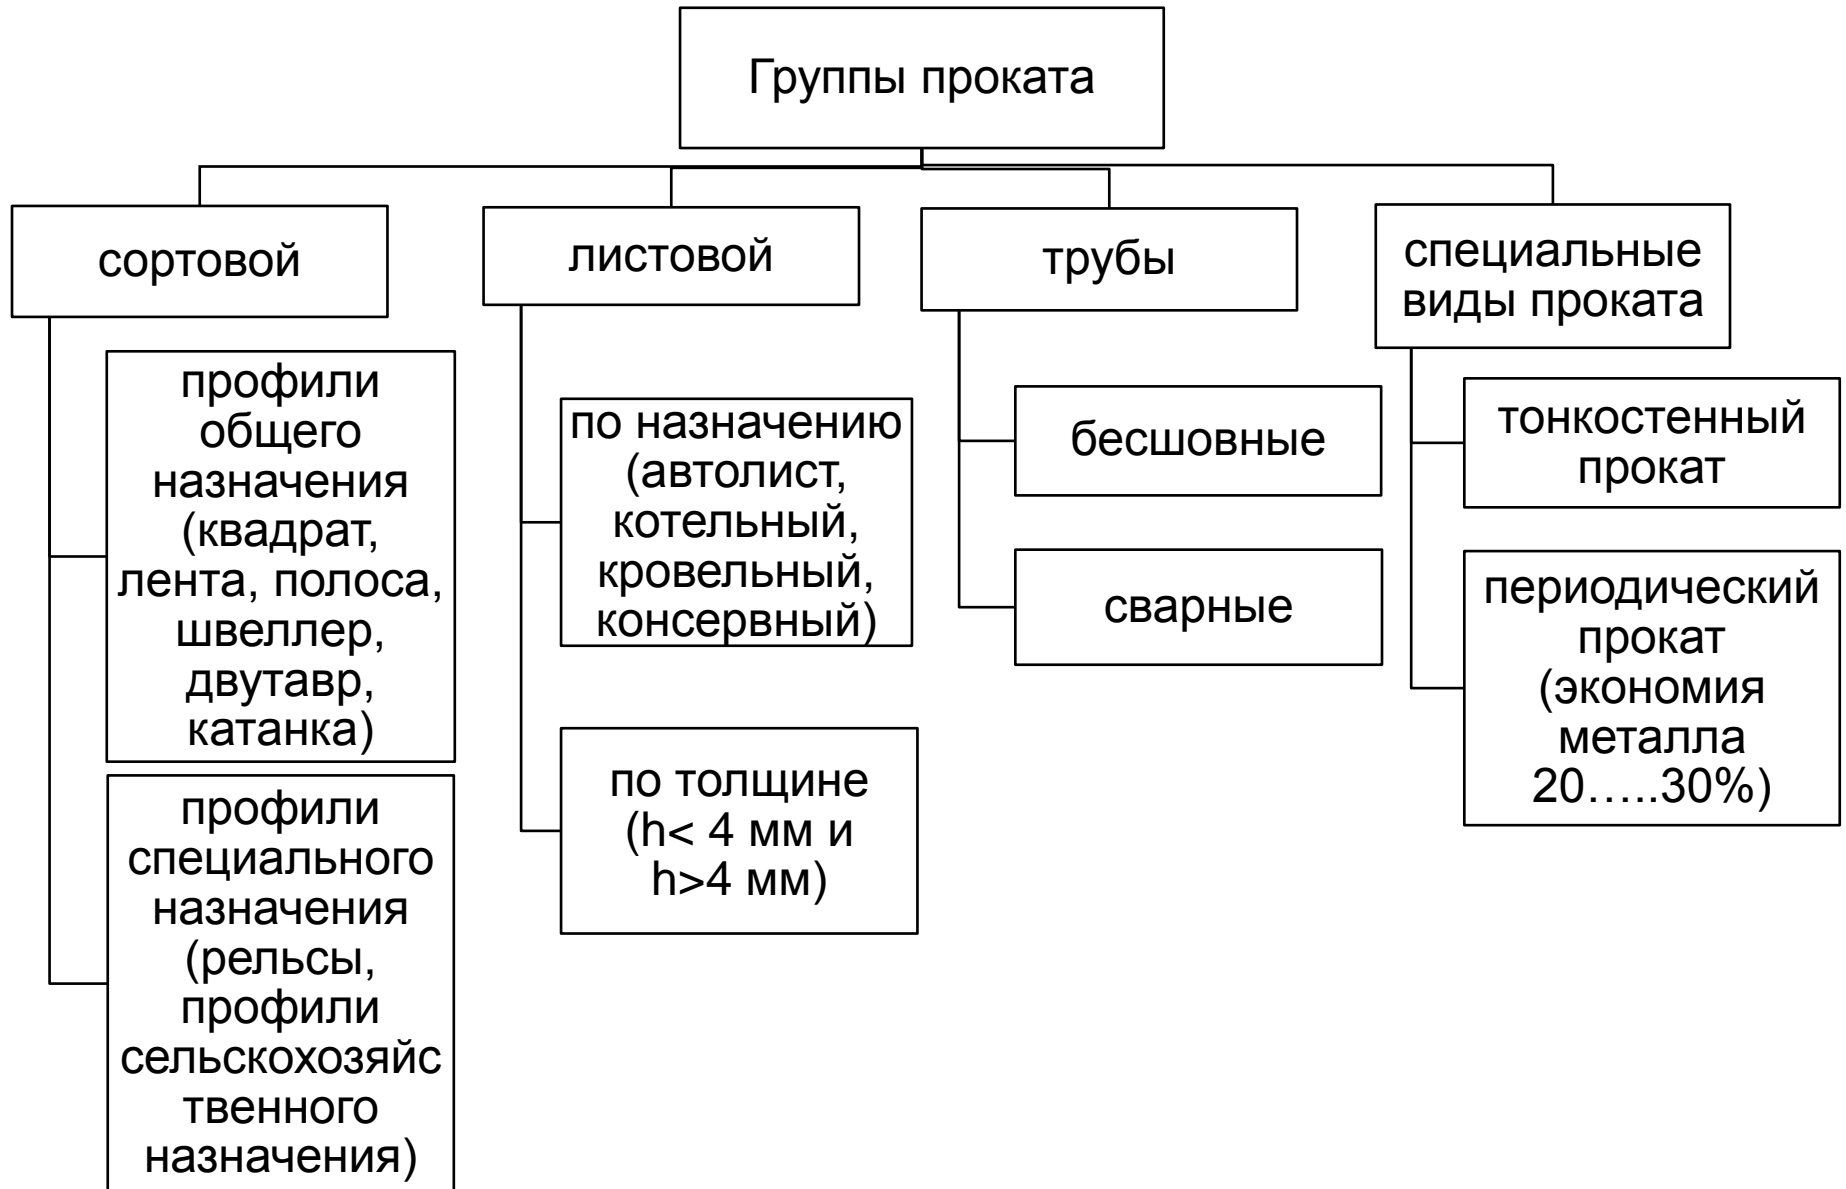 Группы проката
сортовой
профили
общего
назначения
(квадрат,
лента, полоса,
швеллер,
двутавр,
катанка)
профили
специального
назначения
(рельсы,
профили
сельскохозяйс
твенного
назначения)
листовой
по назначению
(автолист,
котельный,
кровельный,
консервный)
по толщине
(h< 4 мм и
h>4 мм)
трубы
бесшовные
сварные
специальные
виды проката
тонкостенный
прокат
периодический
прокат
(экономия
металла
20…..30%)